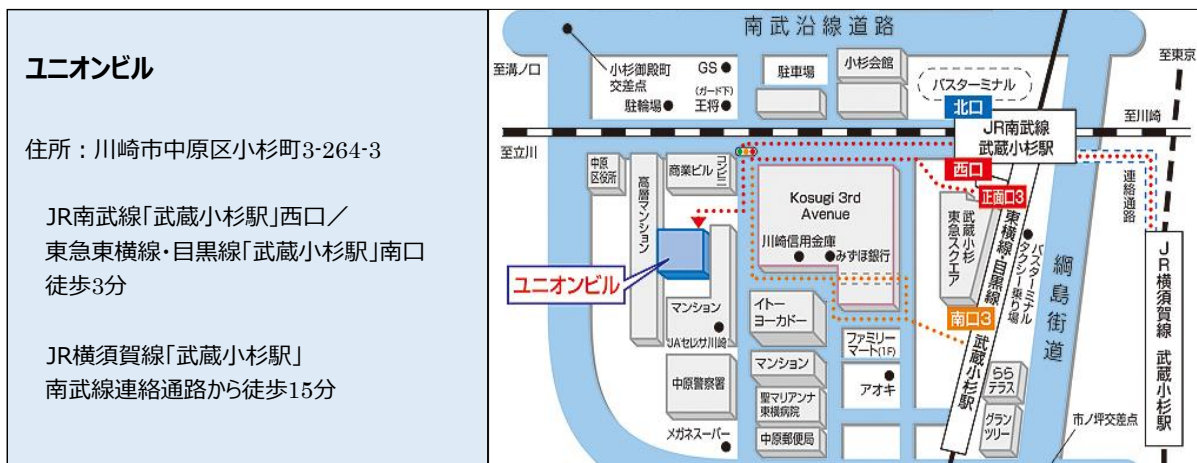 ユニオンビル
住所：川崎市中原区小杉町3-264-3
JR南武線「武蔵小杉駅」西口／
東急東横線・目黒線「武蔵小杉駅」南口
徒歩3分
JR横須賀線「武蔵小杉駅」
南武線連絡通路から徒歩15分
南武沿線道路
至溝ノ口
小杉御殿町
交差点
駐輪場
GS
(ガード下)
王将
駐車場
小杉会館
バスターミナル
至東京
北口
JR南武線
武蔵小杉駅
至川崎
至立川
中原
区役所
高層マンション
商業ビル
コンビニ
Kosugi 3rd
Avenue
川崎信用金庫
みずほ銀行
西口
正面口3
武蔵小杉
東急スクエア
東横線・目黒線
武蔵小杉駅
バスターミナル
タクシー乗り場
連絡通路
JR横須賀線 武蔵小杉駅
綱島街道
ユニオンビル
マンション
JAセレサ川崎
イトー
ヨーカドー
南口3
ファミリー
マート(1F)
中原警察署
マンション
アオキ
ららテラス
聖マリアンナ
東横病院
グランツリー
市ノ坪交差点
メガネスーパー
中原郵便局